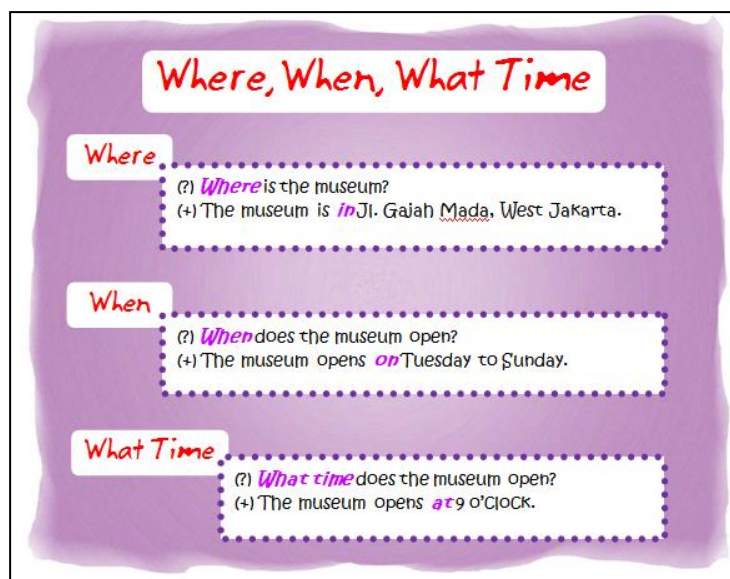 Where, When, What Time
Where
(?) Where is the museum?
(+) The museum is in Jl. Gajah Mada, West Jakarta.
When
(?) When does the museum open?
(+) The museum opens on Tuesday to Sunday.
What Time
(?) What time does the museum open?
(+) The museum opens at 9 o'clock.